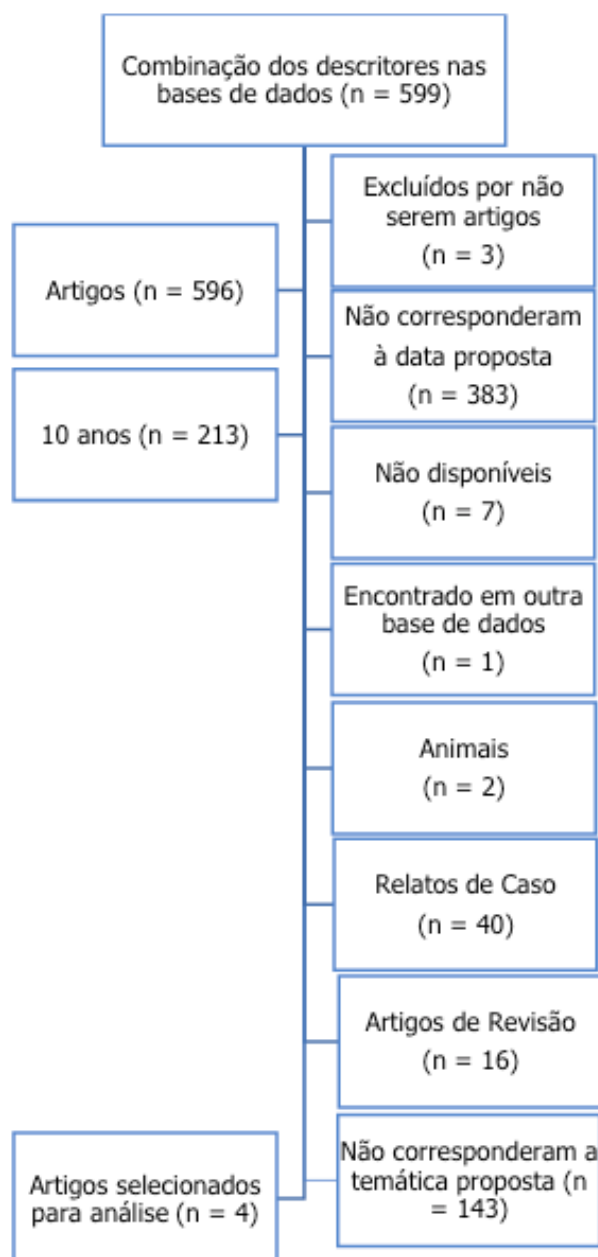 Combinação dos descritores nas
bases de dados (n = 599)
Excluídos por não
serem artigos
(n = 3)
Artigos (n = 596)
Não corresponderam
à data proposta
(n = 383)
10 anos (n = 213)
Não disponíveis
(n = 7)
Encontrado em outra
base de dados
(n = 1)
Animais
(n = 2)
Relatos de Caso
(n = 40)
Artigos de Revisão
(n = 16)
Não corresponderam a
temática proposta (n
= 143)
Artigos selecionados
para análise (n = 4)